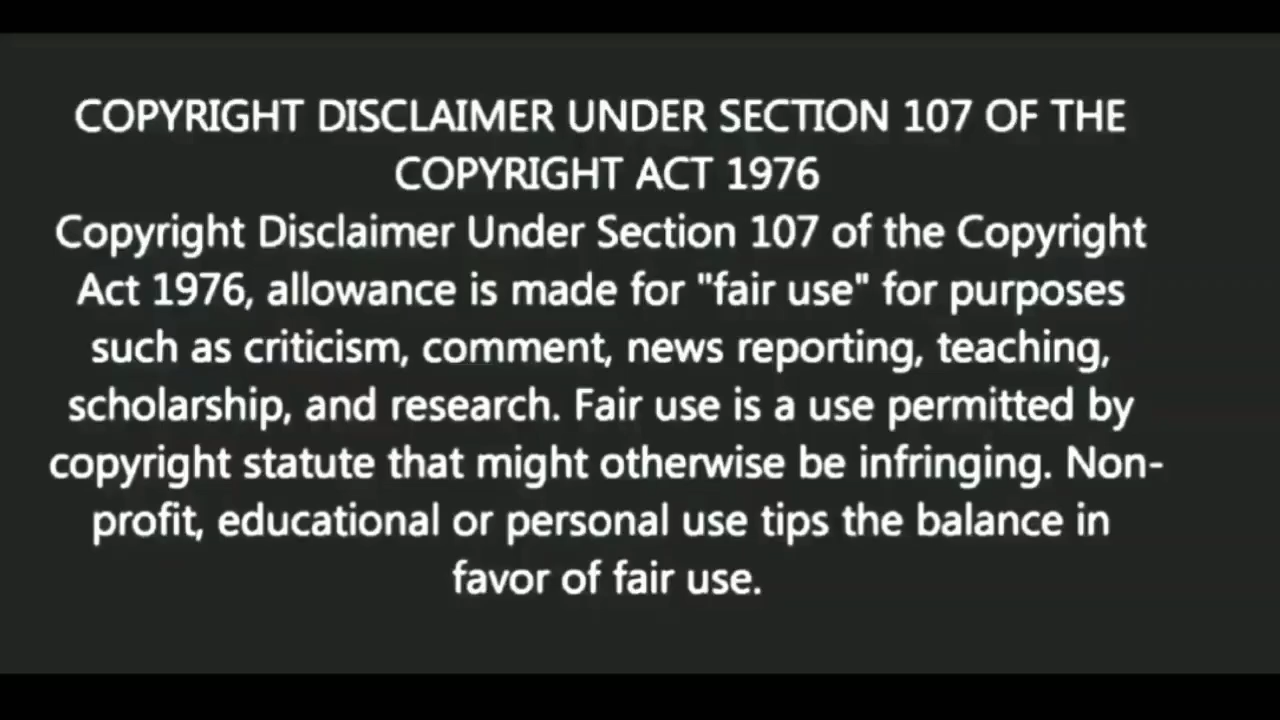 COPYRIGHT DISCLAIMER UNDER SECTION 107 OF THE
COPYRIGHT ACT 1976
Copyright Disclaimer Under Section 107 of the Copyright
Act 1976, allowance is made for "fair use" for purposes
such as criticism, comment, news reporting, teaching,
scholarship, and research. Fair use is a use permitted by
copyright statute that might otherwise be infringing. Non-
profit, educational or personal use tips the balance in
favor of fair use.